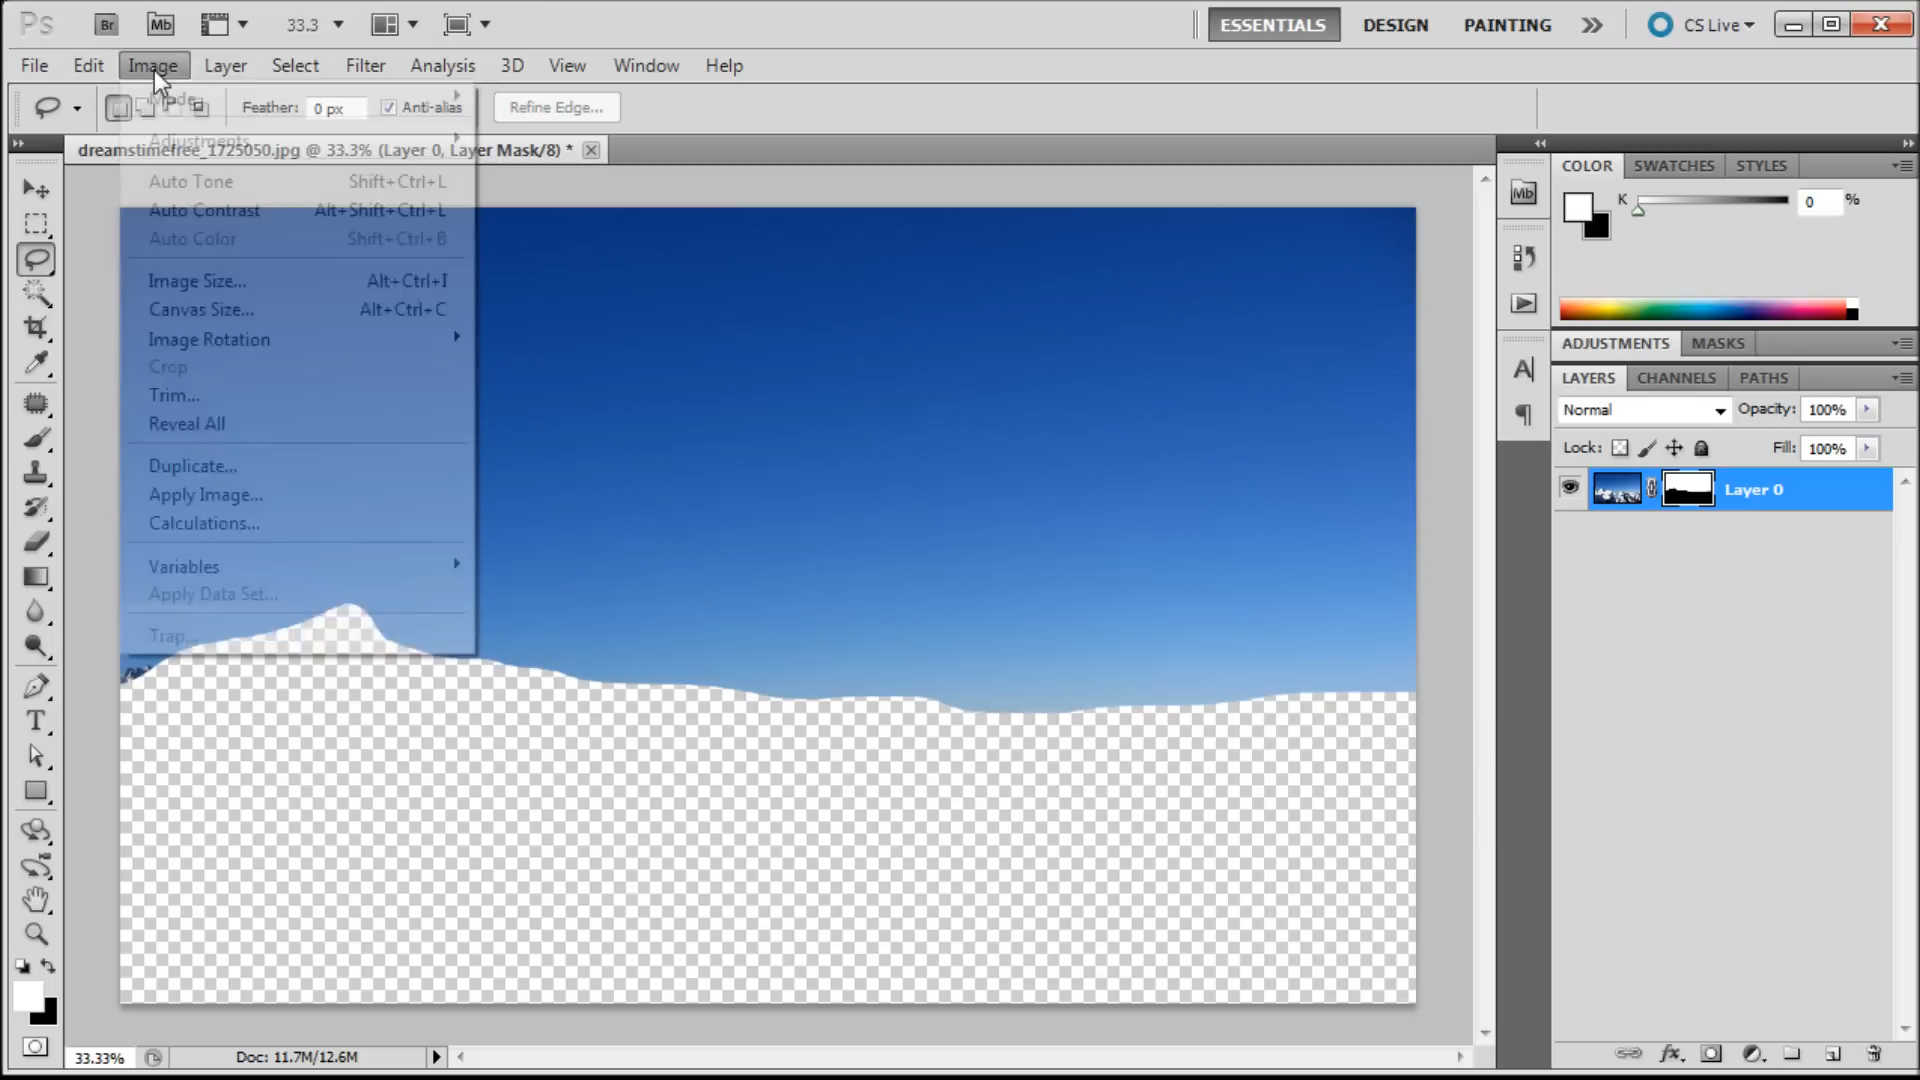 Ps Br Mb 33.3 ESSENTIALS DESIGN PAINTING CS Live
File Edit Image Layer Select Filter Analysis 3D View Window Help
Mode
Feather: 0 px Anti-alias Refine Edge...
Adjustments
dreamstimefree_1725050.jpg @ 33.3% (Layer 0, Layer Mask/8) *
Auto Tone Shift+Ctrl+L
Auto Contrast Alt+Shift+Ctrl+L
Auto Color Shift+Ctrl+B
Image Size... Alt+Ctrl+I
Canvas Size... Alt+Ctrl+C
Image Rotation
Crop
Trim...
Reveal All
Duplicate...
Apply Image...
Calculations...
Variables
Apply Data Set...
Trap...
T
33.33% Doc: 11.7M/12.6M
Mb
A
COLOR SWATCHES STYLES
K 0 %
ADJUSTMENTS MASKS
LAYERS CHANNELS PATHS
Normal Opacity: 100%
Lock: Fill: 100%
Layer 0
fx